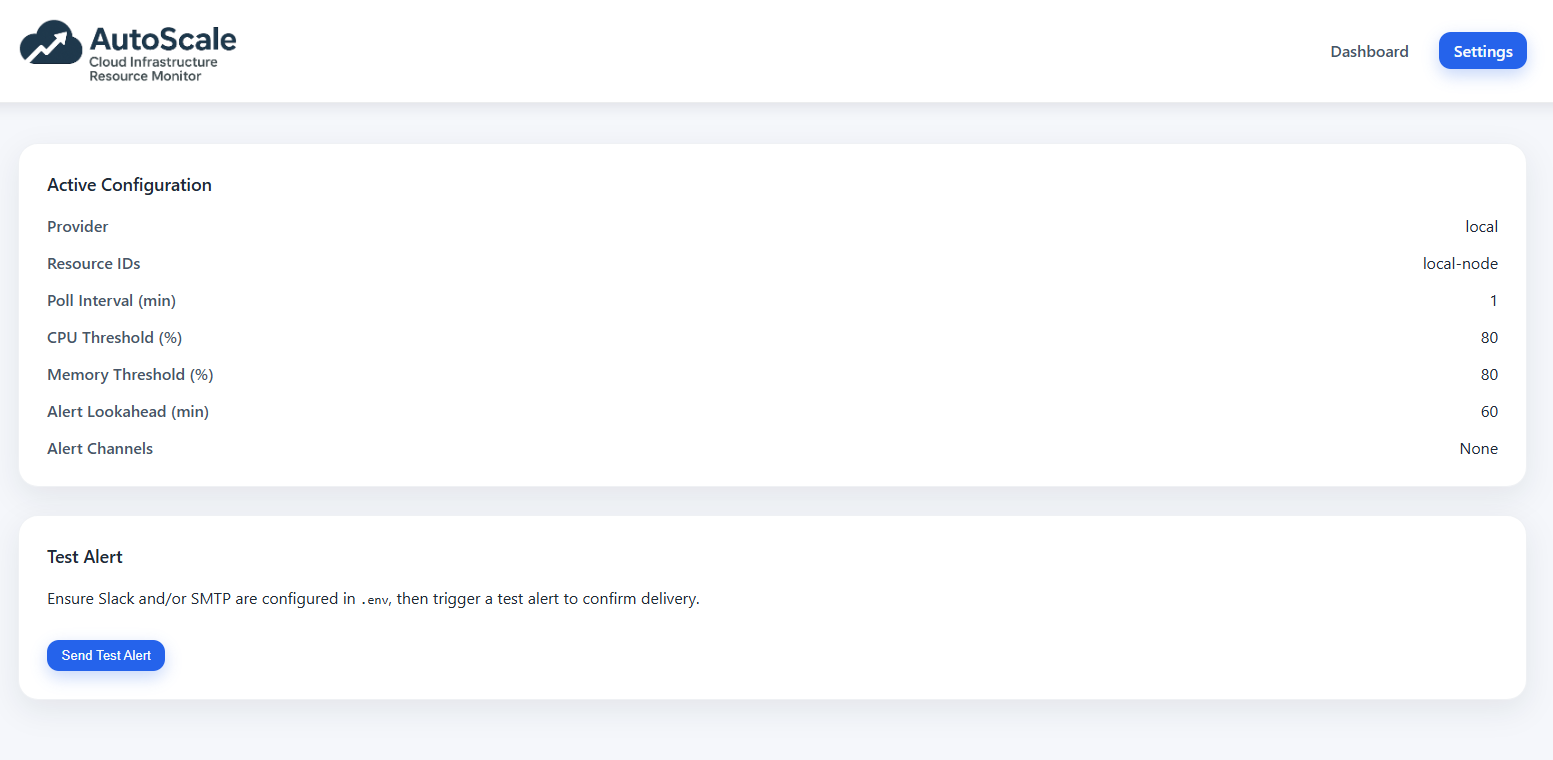 AutoScale
Cloud Infrastructure
Resource Monitor
Dashboard
Settings
Active Configuration
Provider local
Resource IDs local-node
Poll Interval (min) 1
CPU Threshold (%) 80
Memory Threshold (%) 80
Alert Lookahead (min) 60
Alert Channels None
Test Alert
Ensure Slack and/or SMTP are configured in .env, then trigger a test alert to confirm delivery.
Send Test Alert